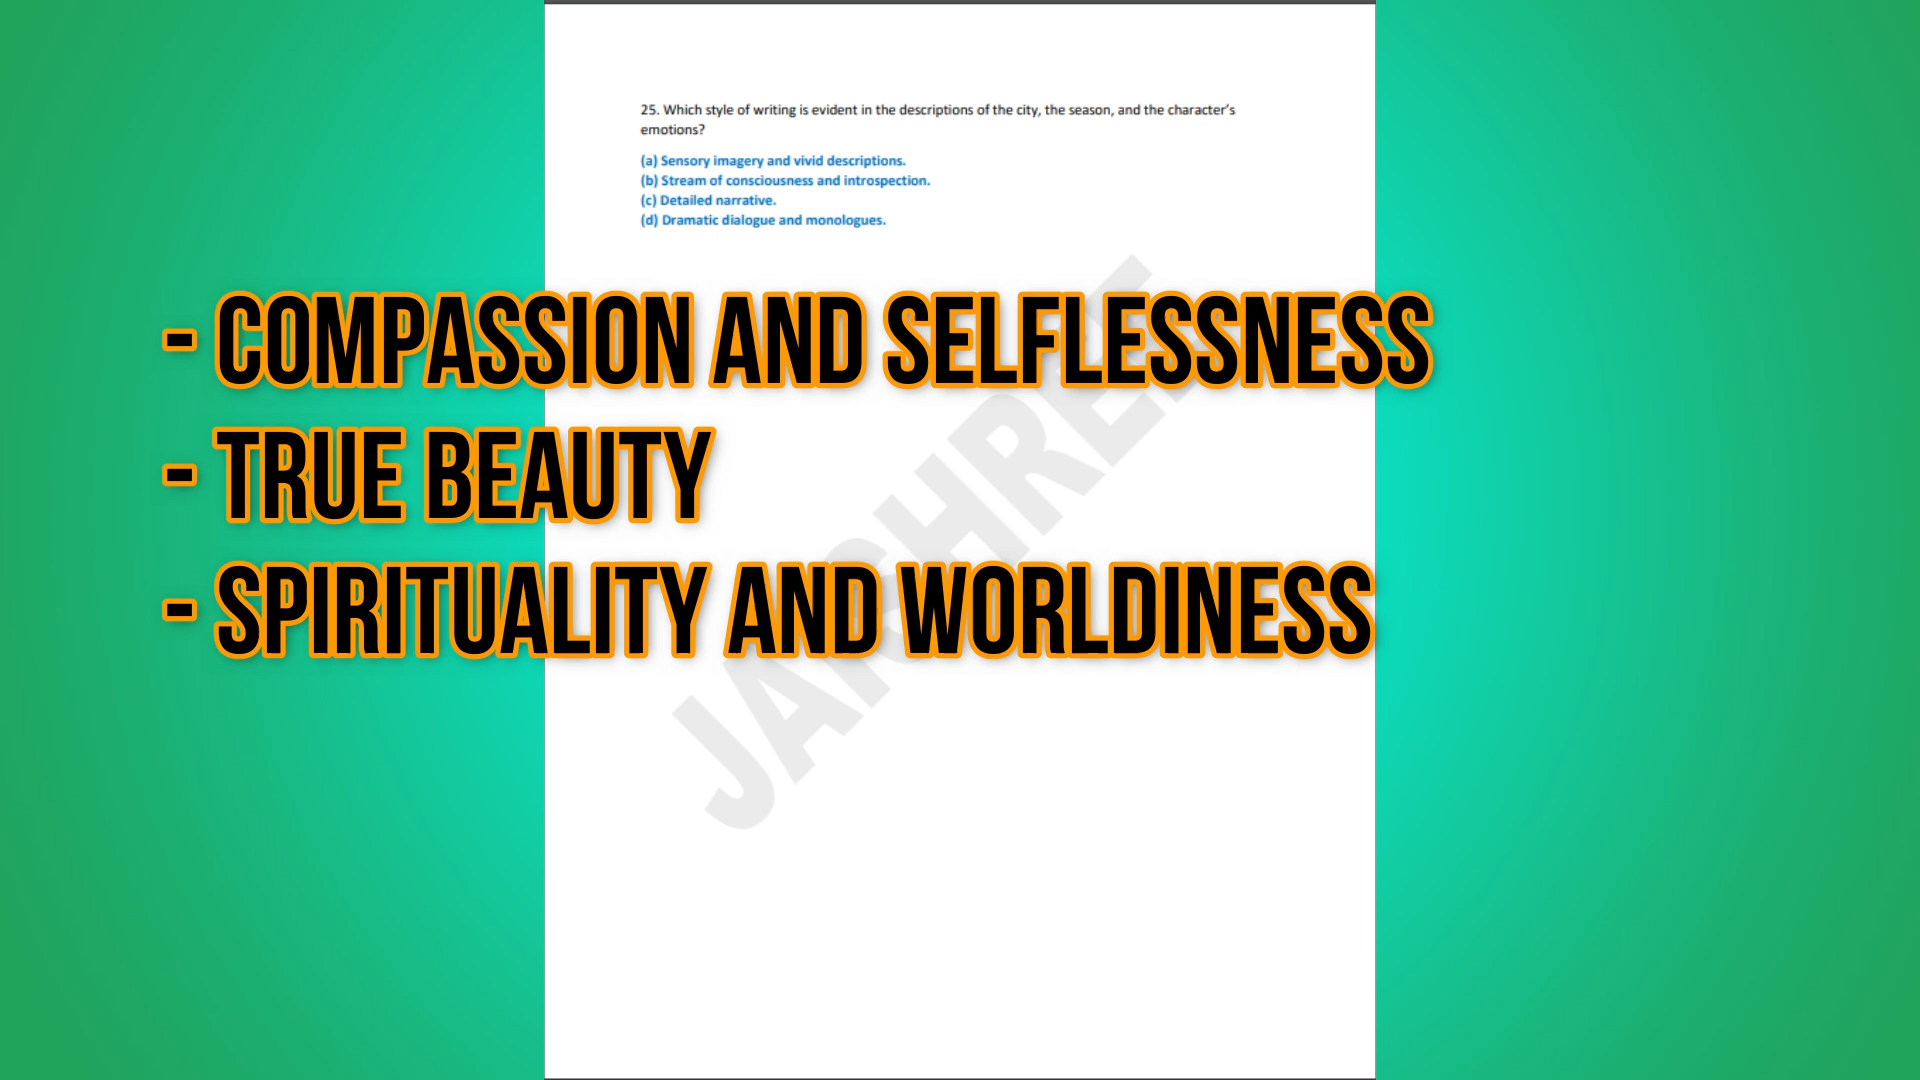 25. Which style of writing is evident in the descriptions of the city, the season, and the character's
emotions?
(a) Sensory imagery and vivid descriptions.
(b) Stream of consciousness and introspection.
(c) Detailed narrative.
(d) Dramatic dialogue and monologues.
- COMPASSION AND SELFLESSNESS
- TRUE BEAUTY
- SPIRITUALITY AND WORLDINESS